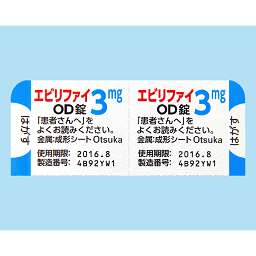 エビリファイ 3mg
OD錠
「患者さんへ」を
よくお読みください。
金属:成形シート Otsuka
使用期限: 2016.8
製造番号: 4B92YW1
エビリファイ 3mg
OD錠
「患者さんへ」を
よくお読みください。
金属:成形シート Otsuka
使用期限: 2016.8
製造番号: 4B92YW1
はがす
はがす